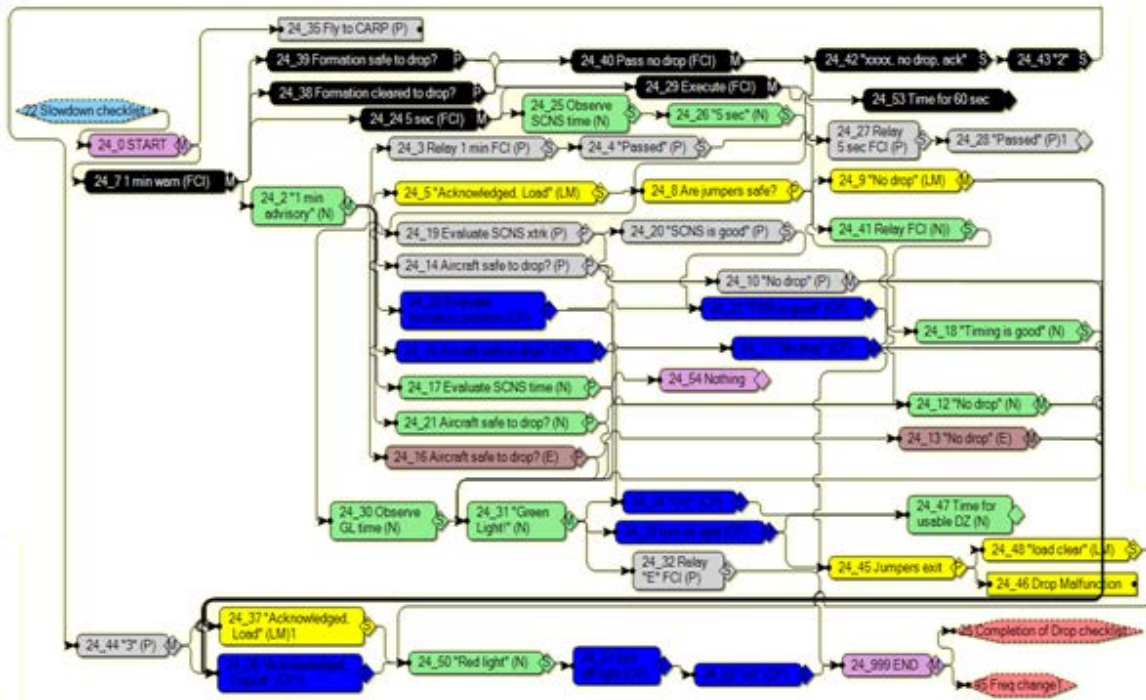 24_35 Fly to CARP (P)
24_39 Formation safe to drop? P
24_40 Pass no drop (FCI) M
24_42 "xxxx, no drop, ack" S
24_43 "2" S
22 Slowdown checklist
24_38 Formation cleared to drop? P
24_29 Execute (FCI) M
24_53 Time for 60 sec
24_24 5 sec (FCI) M
24_25 Observe
SCNS time (N) S
24_26 "5 sec" (N) S
24_27 Relay
5 sec FCI (P) S
24_28 "Passed" (P)1
24_0 START M
24_3 Relay 1 min FCI (P) S
24_4 "Passed" (P) S
24_7 1 min warn (FCI) M
24_2 "1 min
advisory" (N) M
24_5 "Acknowledged, Load" (LM) S
24_8 Are jumpers safe? P
24_9 "No drop" (LM) M
24_19 Evaluate SCNS xtrk (P) P
24_20 "SCNS is good" (P) S
24_41 Relay FCI (N)) S
24_14 Aircraft safe to drop? (P) P
24_10 "No drop" (P) M
24_18 "Timing is good" (N) S
Aircraft safe to drop? (CP)
"No drop" (CP)
24_17 Evaluate SCNS time (N) P
24_54 Nothing
24_21 Aircraft safe to drop? (N) P
24_12 "No drop" (N) M
24_16 Aircraft safe to drop? (E) P
24_13 "No drop" (E) M
24_30 Observe
GL time (N) S
24_31 "Green
Light!" (N) M
24_47 Time for
usable DZ (N)
24_32 Relay
"E" FCI (P) S
24_45 Jumpers exit P
24_48 "load clear" (LM) S
24_46 Drop Malfunction
24_44 "3" (P) M
24_37 "Acknowledged,
Load" (LM)1 S
24_50 "Red light" (N) S
24_999 END M
Completion of Drop checklist
Freq change1